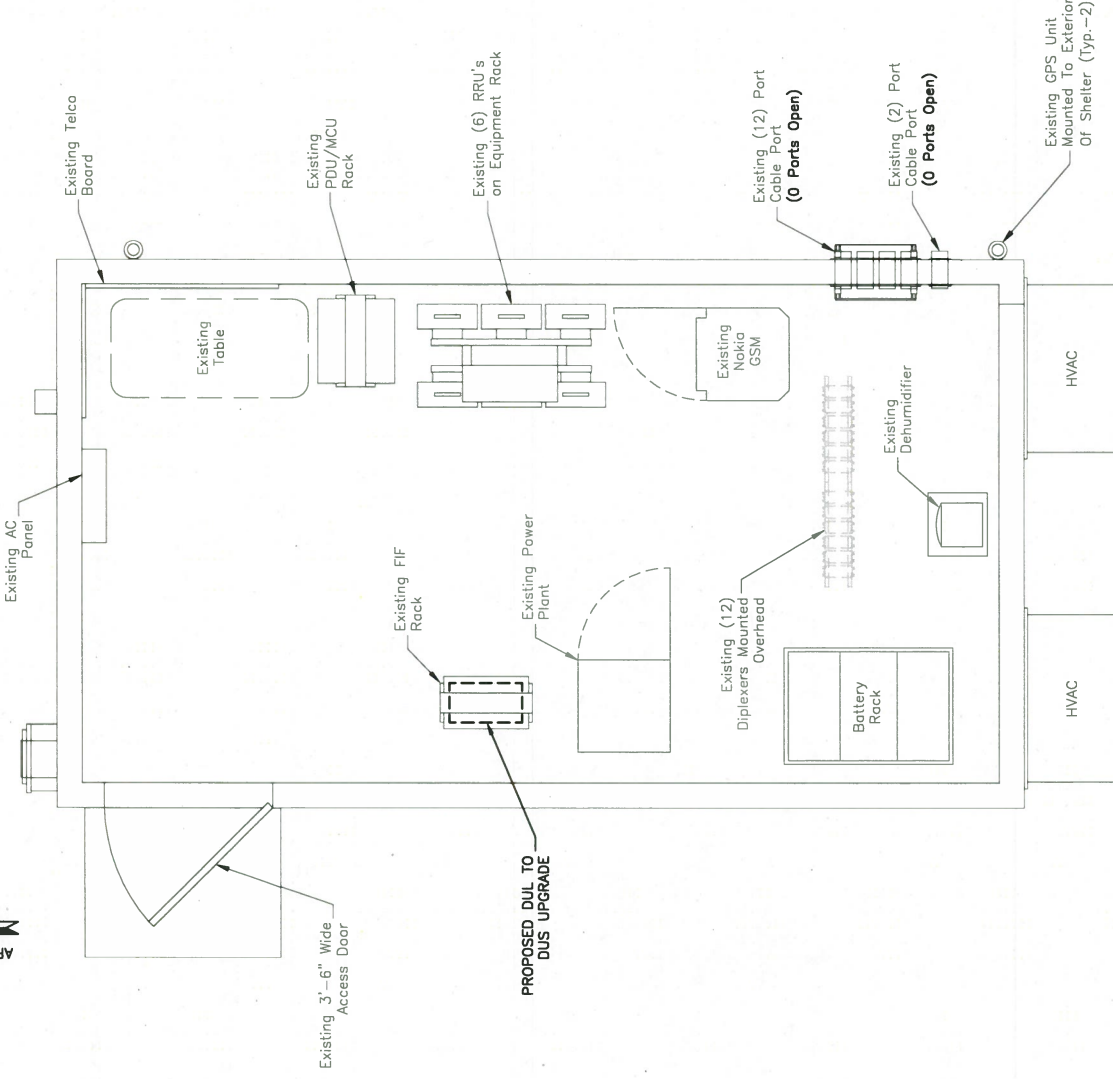 Existing Telco
Board
Existing
PDU/MCU
Rack
Existing (6) RRU's
on Equipment Rack
Existing (12) Port
Cable Port
(0 Ports Open)
Existing (2) Port
Cable Port
(0 Ports Open)
Existing GPS Unit
Mounted To Exterior
Of Shelter (Typ.-2)
Existing
Table
Existing
Nokia
GSM
Existing
Dehumidifier
HVAC
Existing AC
Panel
Existing FIF
Rack
Existing Power
Plant
Existing (12)
Diplexers Mounted
Overhead
Battery
Rack
HVAC
Existing 3'-6" Wide
Access Door
PROPOSED DUL TO
DUS UPGRADE